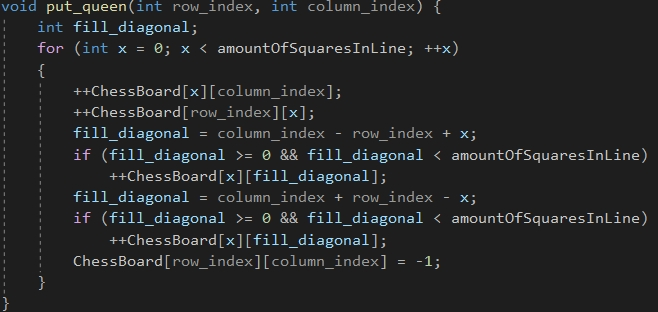 void put_queen(int row_index, int column_index) {
    int fill_diagonal;
    for (int x = 0; x < amountOfSquaresInLine; ++x)
    {
        ++ChessBoard[x][column_index];
        ++ChessBoard[row_index][x];
        fill_diagonal = column_index - row_index + x;
        if (fill_diagonal >= 0 && fill_diagonal < amountOfSquaresInLine)
            ++ChessBoard[x][fill_diagonal];
        fill_diagonal = column_index + row_index - x;
        if (fill_diagonal >= 0 && fill_diagonal < amountOfSquaresInLine)
            ++ChessBoard[x][fill_diagonal];
        ChessBoard[row_index][column_index] = -1;
    }
}